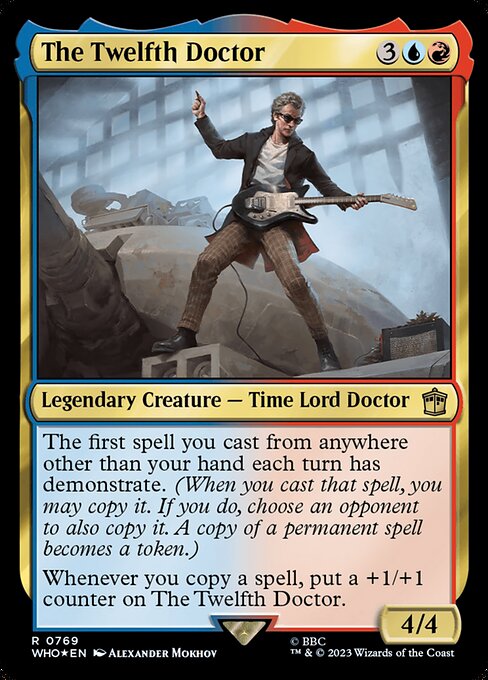 The Twelfth Doctor 3
Legendary Creature — Time Lord Doctor
The first spell you cast from anywhere
other than your hand each turn has
demonstrate. (When you cast that spell, you
may copy it. If you do, choose an opponent
to also copy it. A copy of a permanent spell
becomes a token.)
Whenever you copy a spell, put a +1/+1
counter on The Twelfth Doctor.
4/4
R 0769
WHO★EN Alexander Mokhov
© BBC
™ & © 2023 Wizards of the Coast